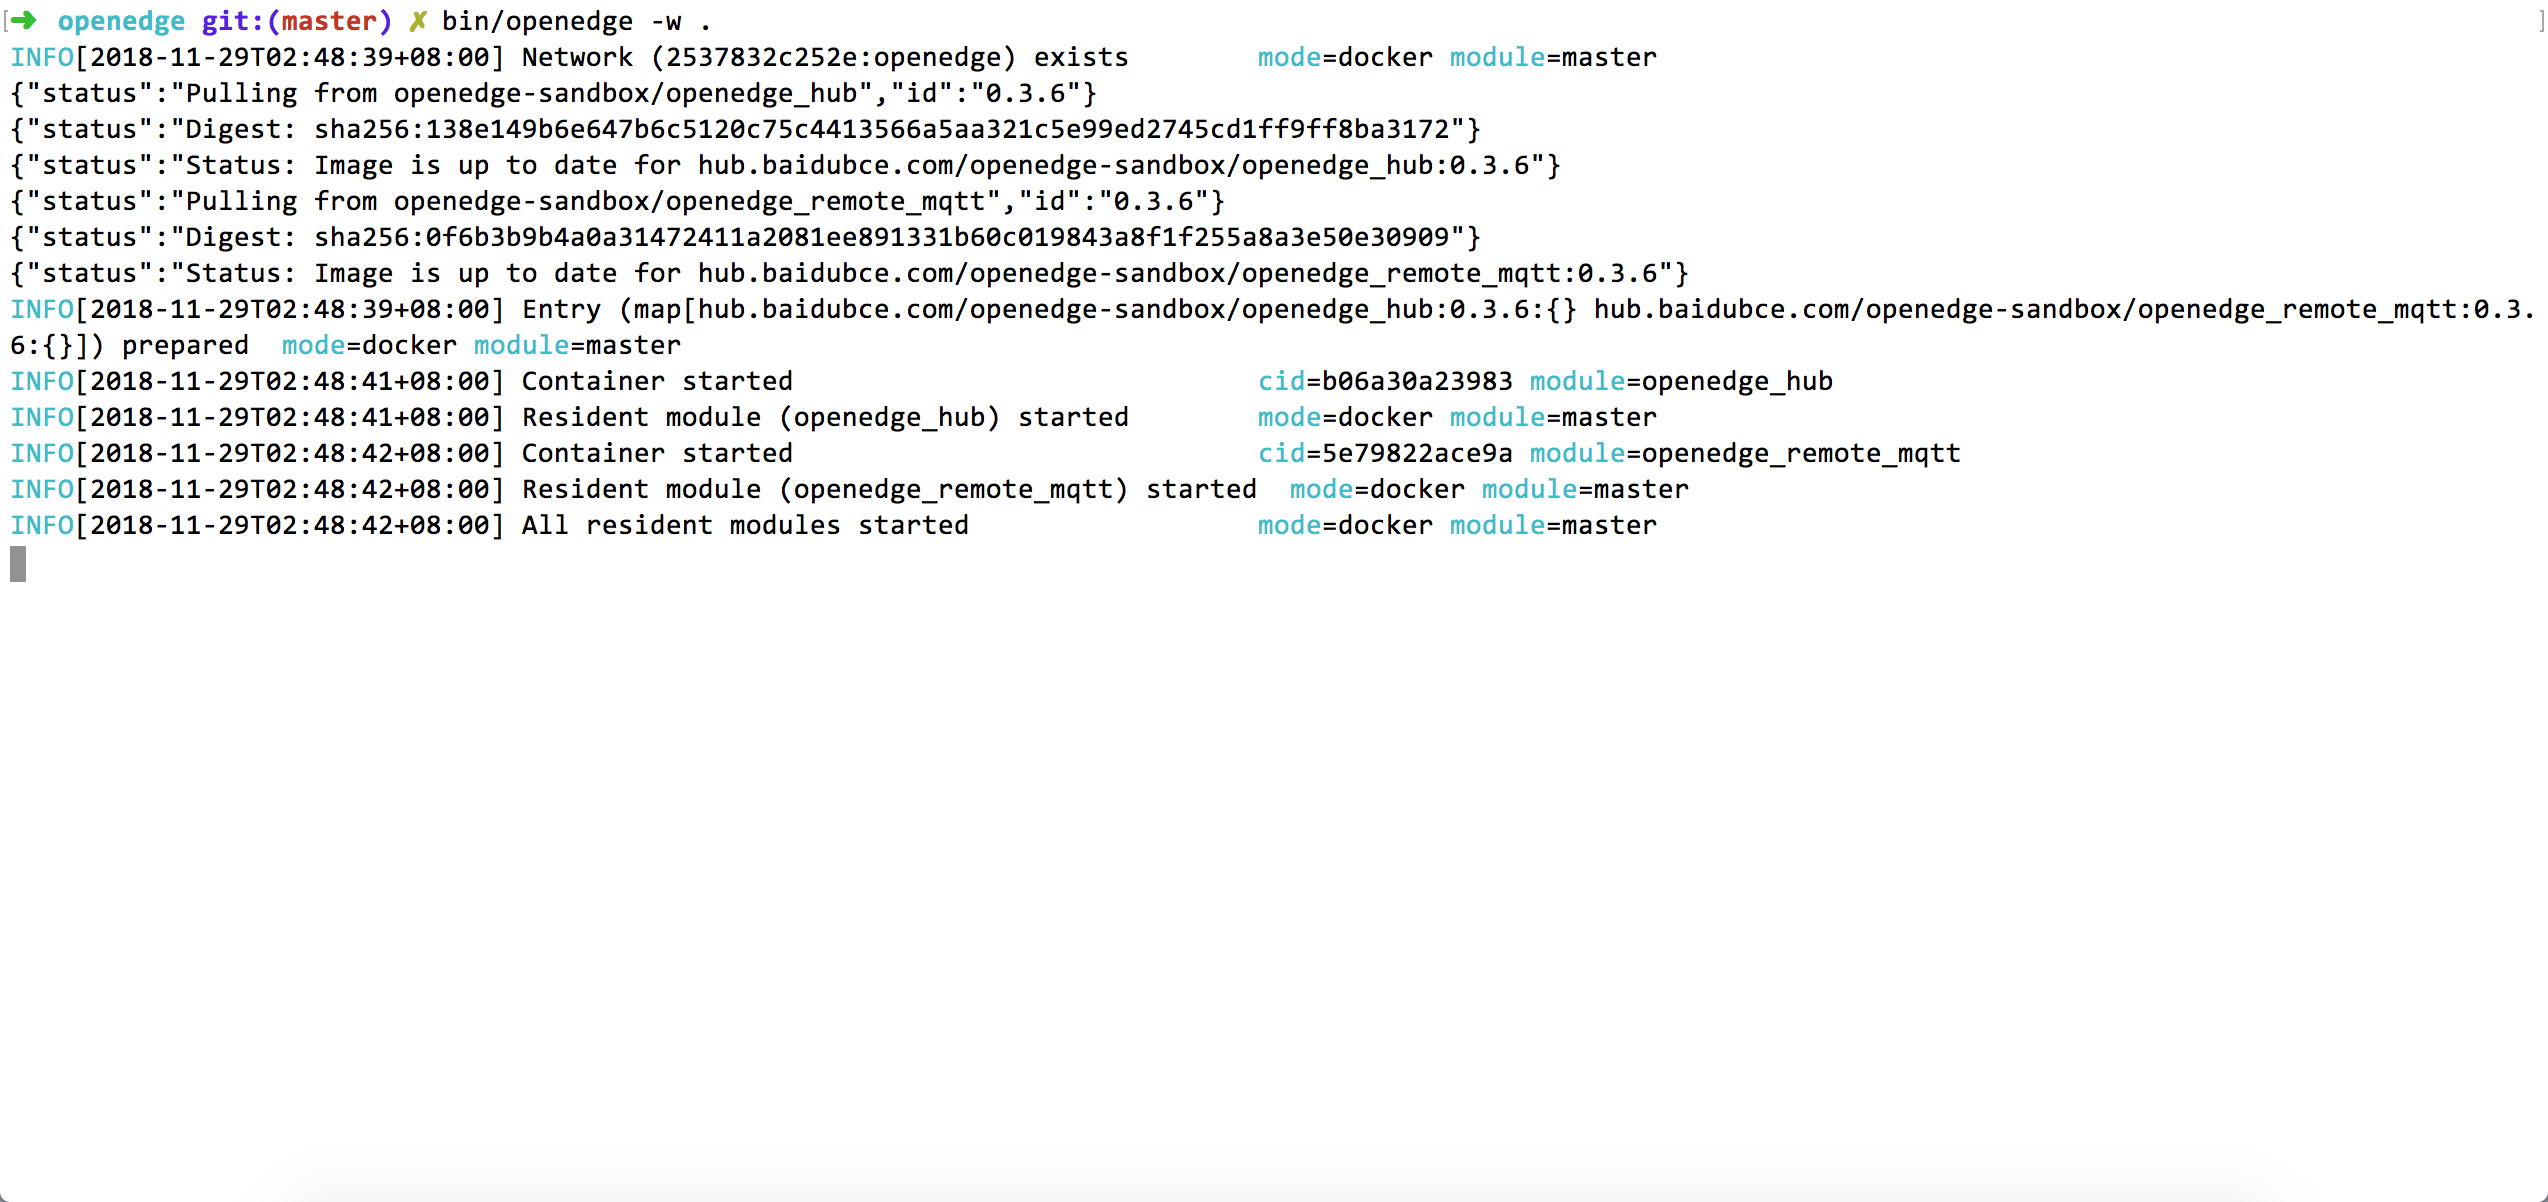 [➜  openedge git:(master) ✗ bin/openedge -w .                    ]
INFO[2018-11-29T02:48:39+08:00] Network (2537832c252e:openedge) exists        mode=docker module=master
{"status":"Pulling from openedge-sandbox/openedge_hub","id":"0.3.6"}
{"status":"Digest: sha256:138e149b6e647b6c5120c75c4413566a5aa321c5e99ed2745cd1ff9ff8ba3172"}
{"status":"Status: Image is up to date for hub.baidubce.com/openedge-sandbox/openedge_hub:0.3.6"}
{"status":"Pulling from openedge-sandbox/openedge_remote_mqtt","id":"0.3.6"}
{"status":"Digest: sha256:0f6b3b9b4a0a31472411a2081ee891331b60c019843a8f1f255a8a3e50e30909"}
{"status":"Status: Image is up to date for hub.baidubce.com/openedge-sandbox/openedge_remote_mqtt:0.3.6"}
INFO[2018-11-29T02:48:39+08:00] Entry (map[hub.baidubce.com/openedge-sandbox/openedge_hub:0.3.6:{} hub.baidubce.com/openedge-sandbox/openedge_remote_mqtt:0.3.
6:{}]) prepared  mode=docker module=master
INFO[2018-11-29T02:48:41+08:00] Container started                             cid=b06a30a23983 module=openedge_hub
INFO[2018-11-29T02:48:41+08:00] Resident module (openedge_hub) started        mode=docker module=master
INFO[2018-11-29T02:48:42+08:00] Container started                             cid=5e79822ace9a module=openedge_remote_mqtt
INFO[2018-11-29T02:48:42+08:00] Resident module (openedge_remote_mqtt) started  mode=docker module=master
INFO[2018-11-29T02:48:42+08:00] All resident modules started                  mode=docker module=master